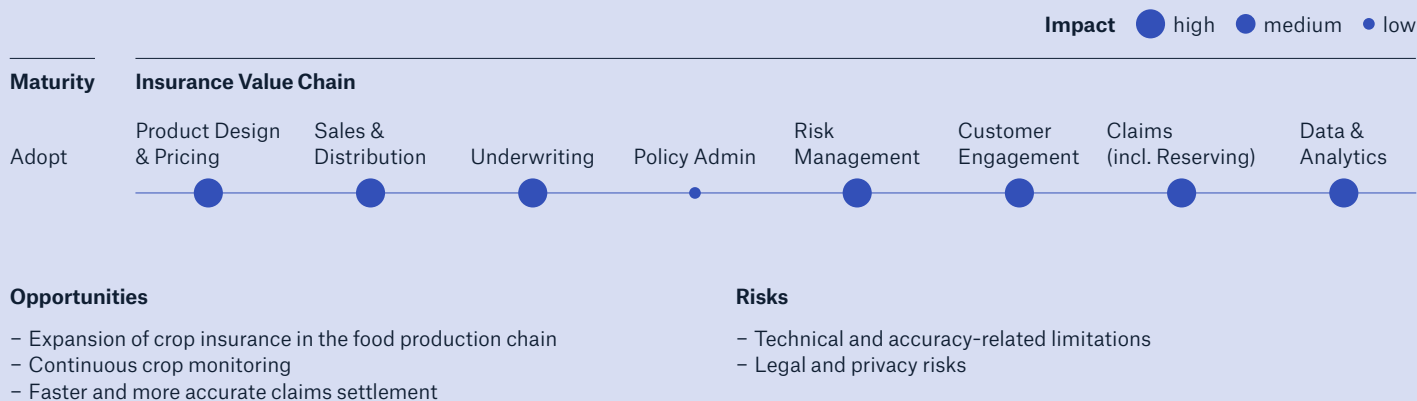 Impact high medium low
Maturity
Insurance Value Chain
Adopt
Product Design
& Pricing
Sales &
Distribution
Underwriting
Policy Admin
Risk
Management
Customer
Engagement
Claims
(incl. Reserving)
Data &
Analytics
Opportunities
– Expansion of crop insurance in the food production chain
– Continuous crop monitoring
– Faster and more accurate claims settlement
Risks
– Technical and accuracy-related limitations
– Legal and privacy risks